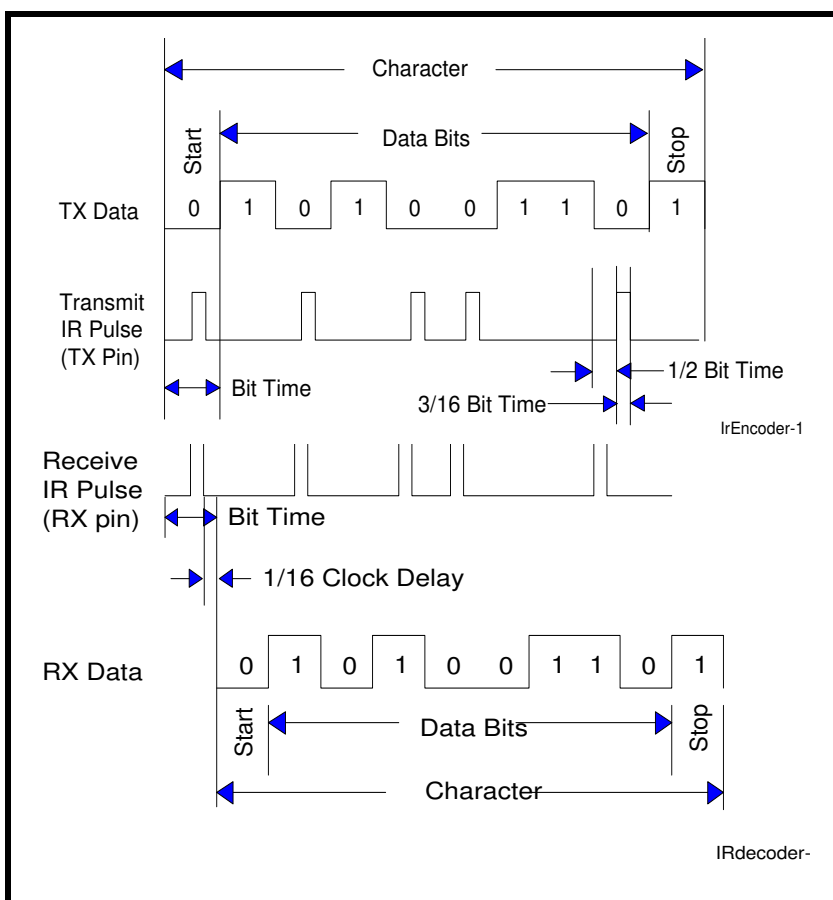 Character
Start
Data Bits
Stop
TX Data
0 1 0 1 0 0 1 1 0 1
Transmit
IR Pulse
(TX Pin)
Bit Time
1/2 Bit Time
3/16 Bit Time
IrEncoder-1
Receive
IR Pulse
(RX pin)
Bit Time
1/16 Clock Delay
RX Data
0 1 0 1 0 0 1 1 0 1
Start
Data Bits
Stop
Character
IRdecoder-